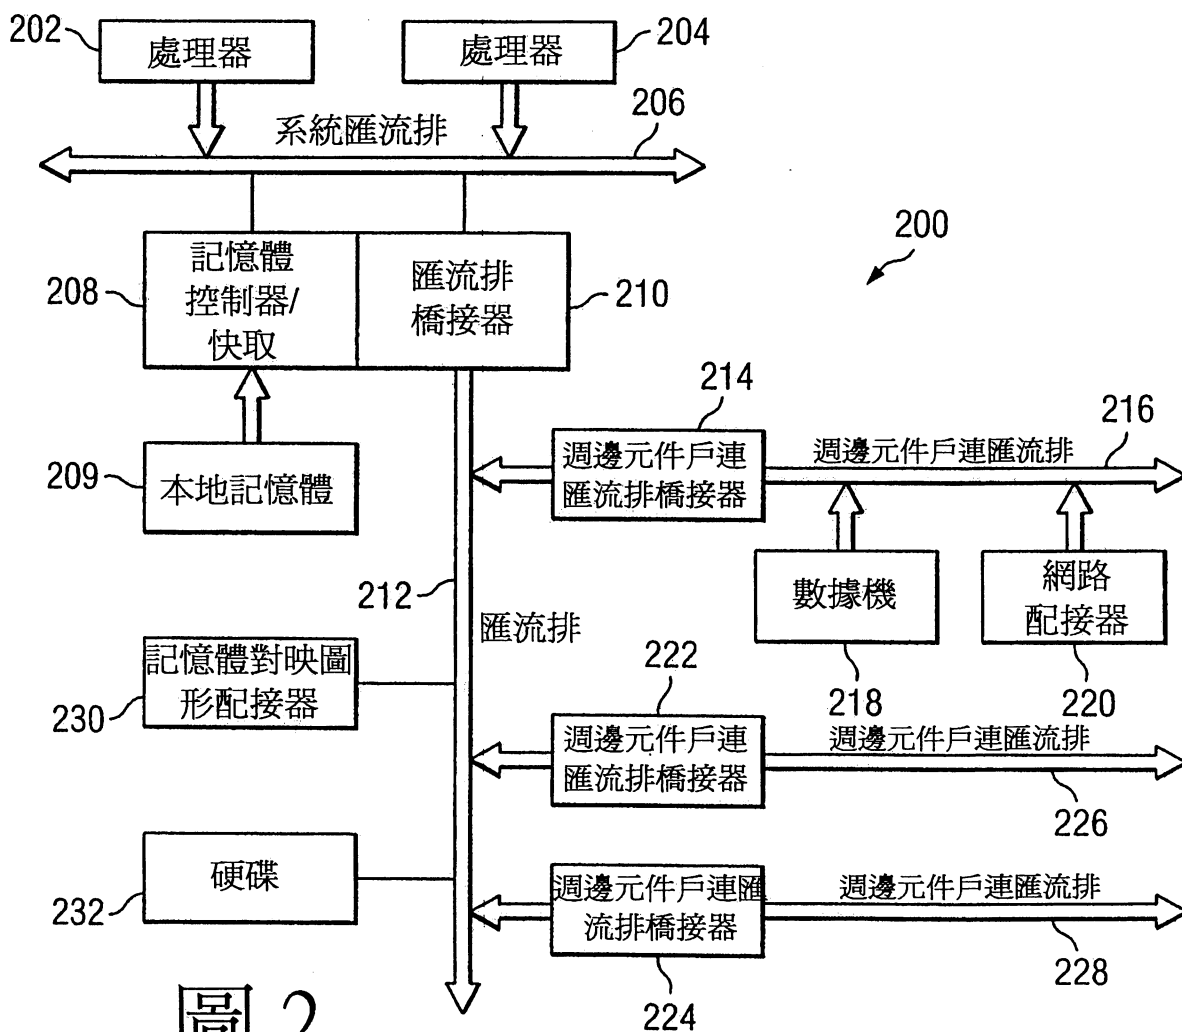 202
處理器
處理器
204
系統匯流排
206
200
記憶體
控制器/
快取
208
匯流排
橋接器
210
214
週邊元件戶連
匯流排橋接器
週邊元件戶連匯流排
216
209
本地記憶體
212
匯流排
數據機
218
網路
配接器
220
記憶體對映圖
形配接器
230
222
週邊元件戶連
匯流排橋接器
週邊元件戶連匯流排
226
硬碟
232
週邊元件戶連匯
流排橋接器
224
週邊元件戶連匯流排
228
圖 2